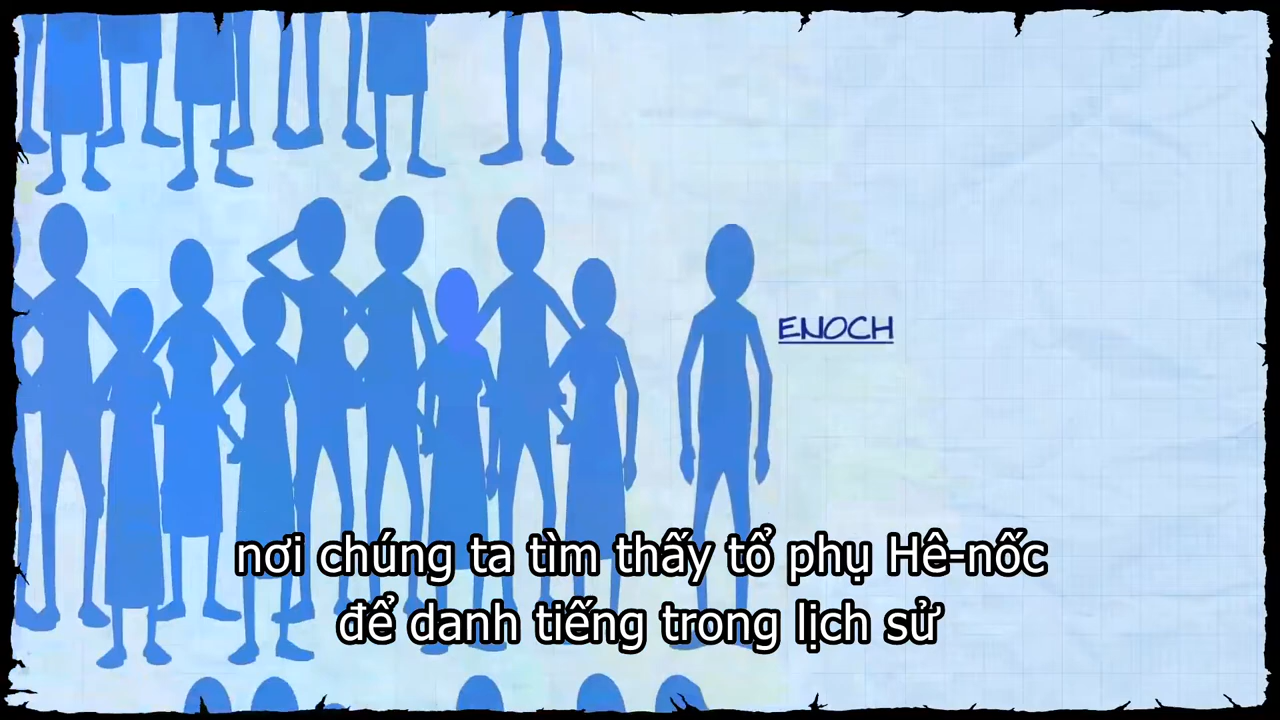 ENOCH
nơi chúng ta tìm thấy tổ phụ Hê-nốc
để danh tiếng trong lịch sử